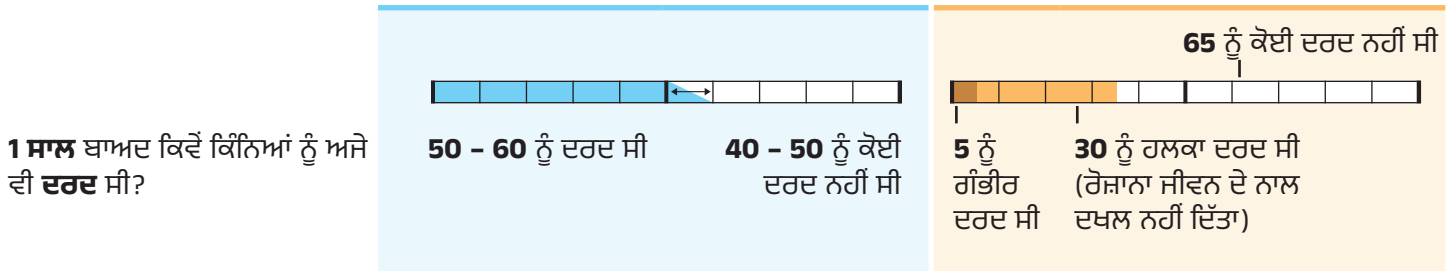 1 ਸਾਲ ਬਾਅਦ ਕਿਵੇਂ ਕਿੰਨਿਆਂ ਨੂੰ ਅਜੇ
ਵੀ ਦਰਦ ਸੀ?
50 – 60 ਨੂੰ ਦਰਦ ਸੀ
40 – 50 ਨੂੰ ਕੋਈ
ਦਰਦ ਨਹੀਂ ਸੀ
65 ਨੂੰ ਕੋਈ ਦਰਦ ਨਹੀਂ ਸੀ
5 ਨੂੰ
ਗੰਭੀਰ
ਦਰਦ ਸੀ
30 ਨੂੰ ਹਲਕਾ ਦਰਦ ਸੀ
(ਰੋਜ਼ਾਨਾ ਜੀਵਨ ਦੇ ਨਾਲ
ਦਖਲ ਨਹੀਂ ਦਿੱਤਾ)